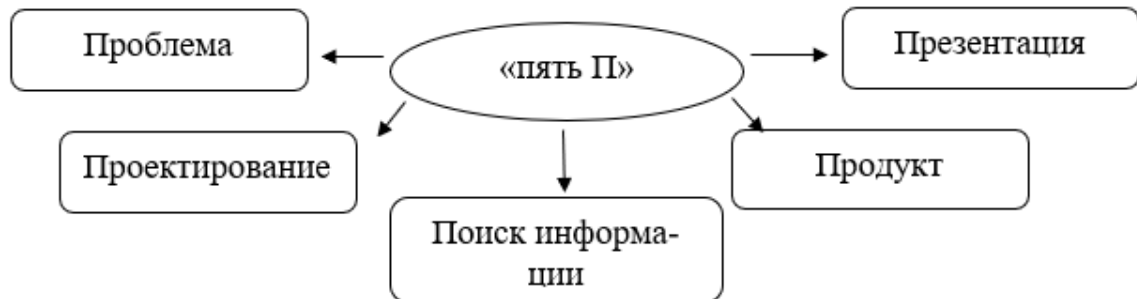 Проблема
«пять П»
Презентация
Проектирование
Продукт
Поиск информа-
ции